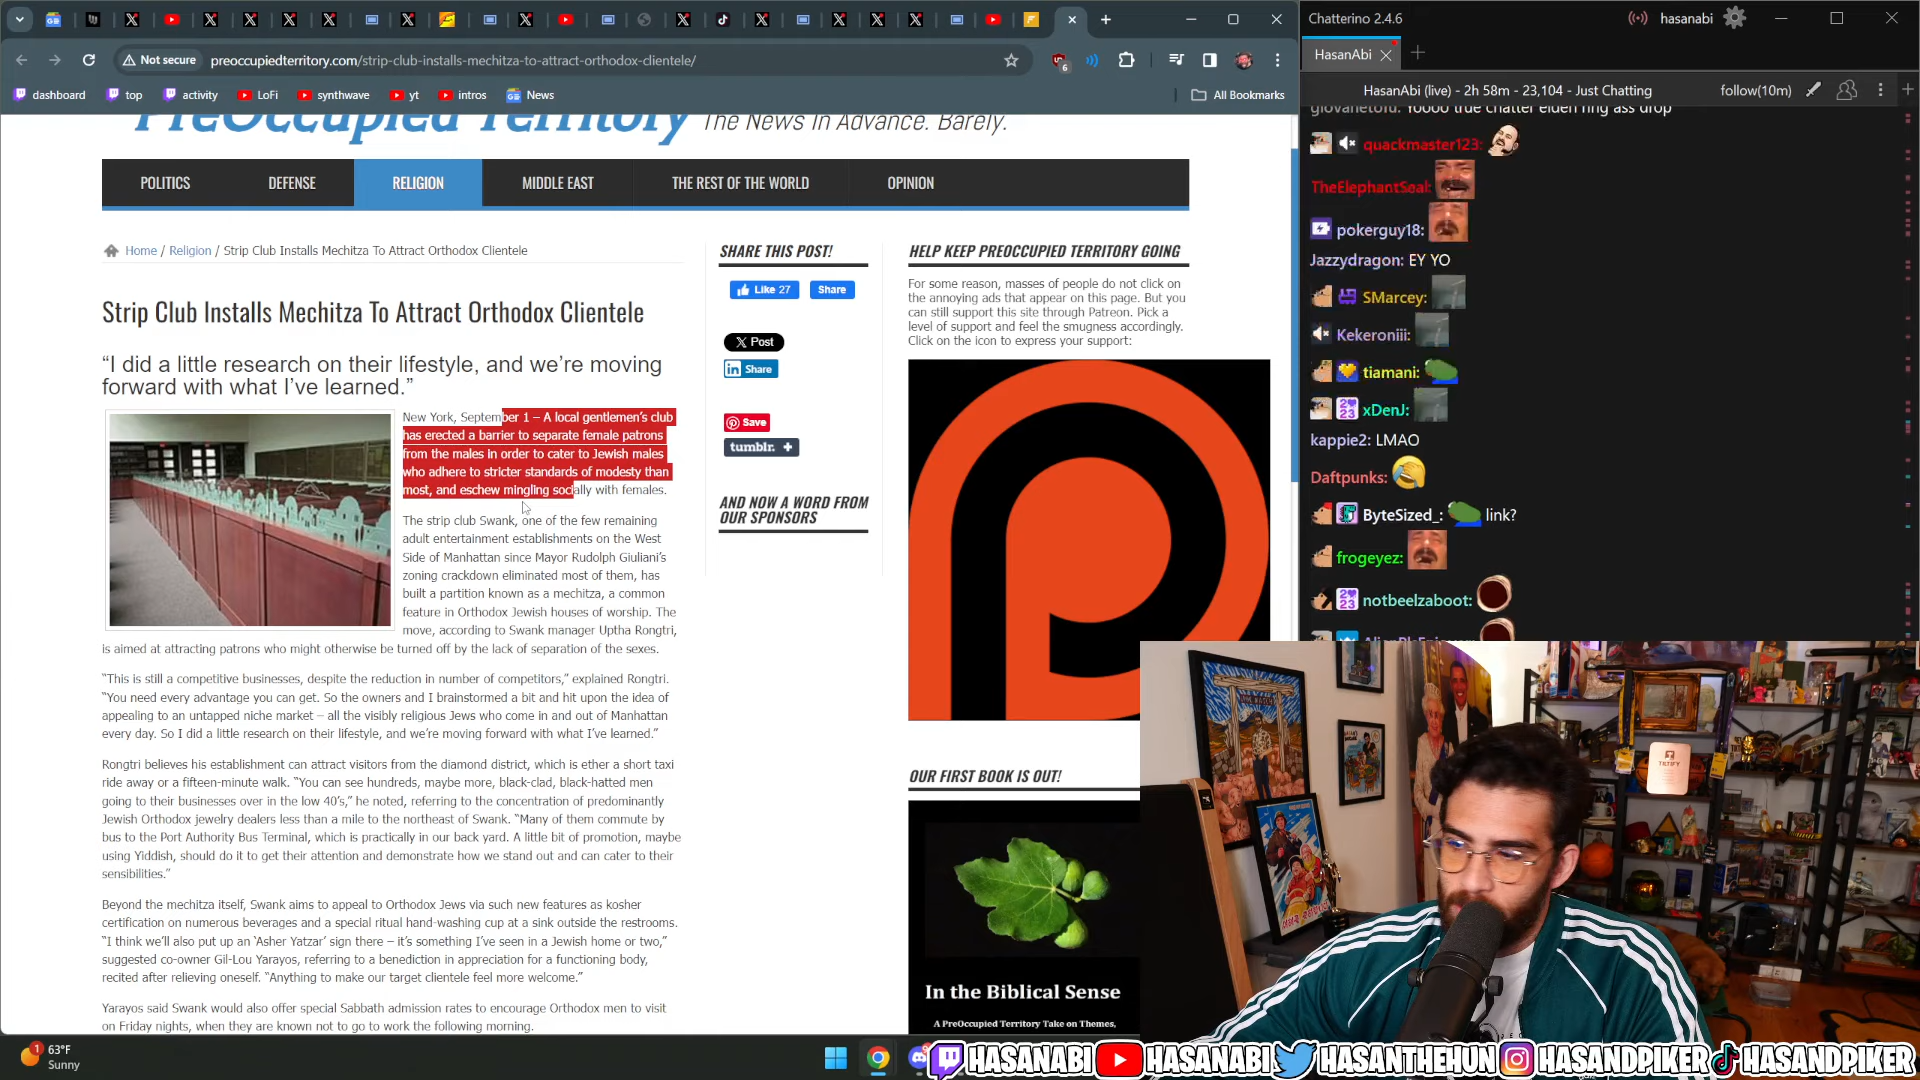 Not secure
preoccupiedterritory.com/strip-club-installs-mechitza-to-attract-orthodox-clientele/
6
dashboard
top
activity
LoFi
synthwave
yt
intros
News
All Bookmarks
PreOccupied Territory
The News In Advance. Barely.
POLITICS
DEFENSE
RELIGION
MIDDLE EAST
THE REST OF THE WORLD
OPINION
Home / Religion / Strip Club Installs Mechitza To Attract Orthodox Clientele
Strip Club Installs Mechitza To Attract Orthodox Clientele
“I did a little research on their lifestyle, and we’re moving
forward with what I’ve learned.”
New York, September 1 – A local gentlemen’s club
has erected a barrier to separate female patrons
from the males in order to cater to Jewish males
who adhere to stricter standards of modesty than
most, and eschew mingling socially with females.
The strip club Swank, one of the few remaining
adult entertainment establishments on the West
Side of Manhattan since Mayor Rudolph Giuliani’s
zoning crackdown eliminated most of them, has
built a partition known as a mechitza, a common
feature in Orthodox Jewish houses of worship. The
move, according to Swank manager Uptha Rongtri,
is aimed at attracting patrons who might otherwise be turned off by the lack of separation of the sexes.
“This is still a competitive businesses, despite the reduction in number of competitors,” explained Rongtri.
“You need every advantage you can get. So the owners and I brainstormed a bit and hit upon the idea of
appealing to an untapped niche market – all the visibly religious Jews who come in and out of Manhattan
every day. So I did a little research on their lifestyle, and we’re moving forward with what I’ve learned.”
Rongtri believes his establishment can attract visitors from the diamond district, which is ether a short taxi
ride away or a fifteen-minute walk. “You can see hundreds, maybe more, black-clad, black-hatted men
going to their businesses over in the low 40’s,” he noted, referring to the concentration of predominantly
Jewish Orthodox jewelry dealers less than a mile to the northeast of Swank. “Many of them commute by
bus to the Port Authority Bus Terminal, which is practically in our back yard. A little bit of promotion, maybe
using Yiddish, should do it to get their attention and demonstrate how we stand out and can cater to their
sensibilities.”
Beyond the mechitza itself, Swank aims to appeal to Orthodox Jews via such new features as kosher
certification on numerous beverages and a special ritual hand-washing cup at a sink outside the restrooms.
“I think we’ll also put up an ‘Asher Yatzar’ sign there – it’s something I’ve seen in a Jewish home or two,”
suggested co-owner Gil-Lou Yarayos, referring to a benediction in appreciation for a functioning body,
recited after relieving oneself. “Anything to make our target clientele feel more welcome.”
Yarayos said Swank would also offer special Sabbath admission rates to encourage Orthodox men to visit
on Friday nights, when they are known not to go to work the following morning.
SHARE THIS POST!
Like 27
Share
X Post
Share
Save
tumblr. +
AND NOW A WORD FROM
OUR SPONSORS
HELP KEEP PREOCCUPIED TERRITORY GOING
For some reason, masses of people do not click on
the annoying ads that appear on this page. But you
can still support this site through Patreon. Pick a
level of support and feel the smugness accordingly.
Click on the icon to express your support:
OUR FIRST BOOK IS OUT!
In the Biblical Sense
A PreOccupied Territory Take on Themes,
Chatterino 2.4.6
hasanabi
HasanAbi
HasanAbi (live) - 2h 58m - 23,104 - Just Chatting
follow(10m)
giovanetofu: Yoooo true chatter elden ring ass drop
quackmaster123:
TheElephantSeal:
pokerguy18:
Jazzydragon: EY YO
SMarcey:
Kekeroniii:
tiamani:
xDenJ:
kappie2: LMAO
Daftpunks:
ByteSized_: link?
frogeyez:
notbeelzaboot:
TILTIFY
1
63°F
Sunny
HASANABI
HASANABI
HASANTHEHUN
HASANDPIKER
HASANDPIKER